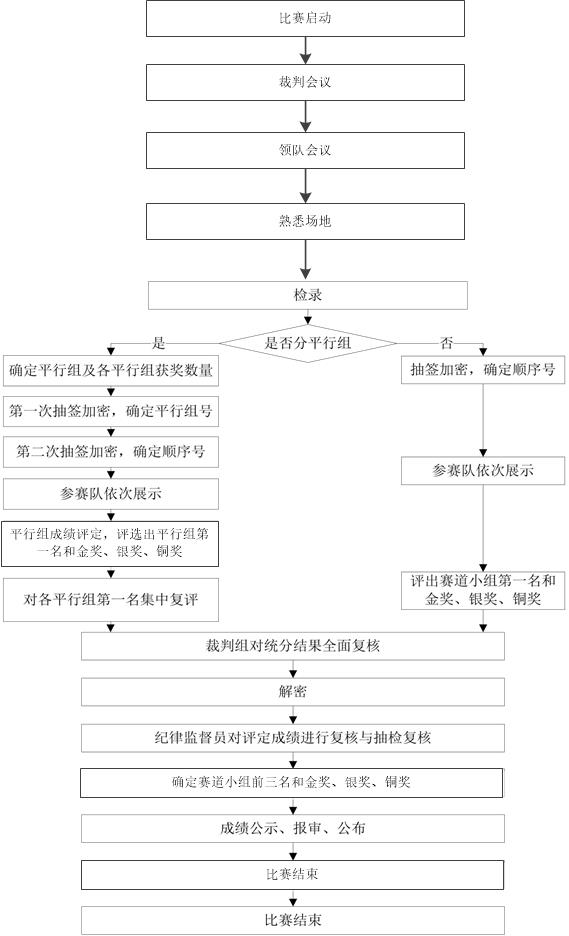 比赛启动
裁判会议
领队会议
熟悉场地
检录
是否分平行组
是
否
确定平行组及各平行组获奖数量
第一次抽签加密，确定平行组号
第二次抽签加密，确定顺序号
参赛队依次展示
平行组成绩评定，评选出平行组第
一名和金奖、银奖、铜奖
对各平行组第一名集中复评
抽签加密，确定顺序号
参赛队依次展示
评出赛道小组第一名和
金奖、银奖、铜奖
裁判组对统分结果全面复核
解密
纪律监督员对评定成绩进行复核与抽检复核
确定赛道小组前三名和金奖、银奖、铜奖
成绩公示、报审、公布
比赛结束
比赛结束